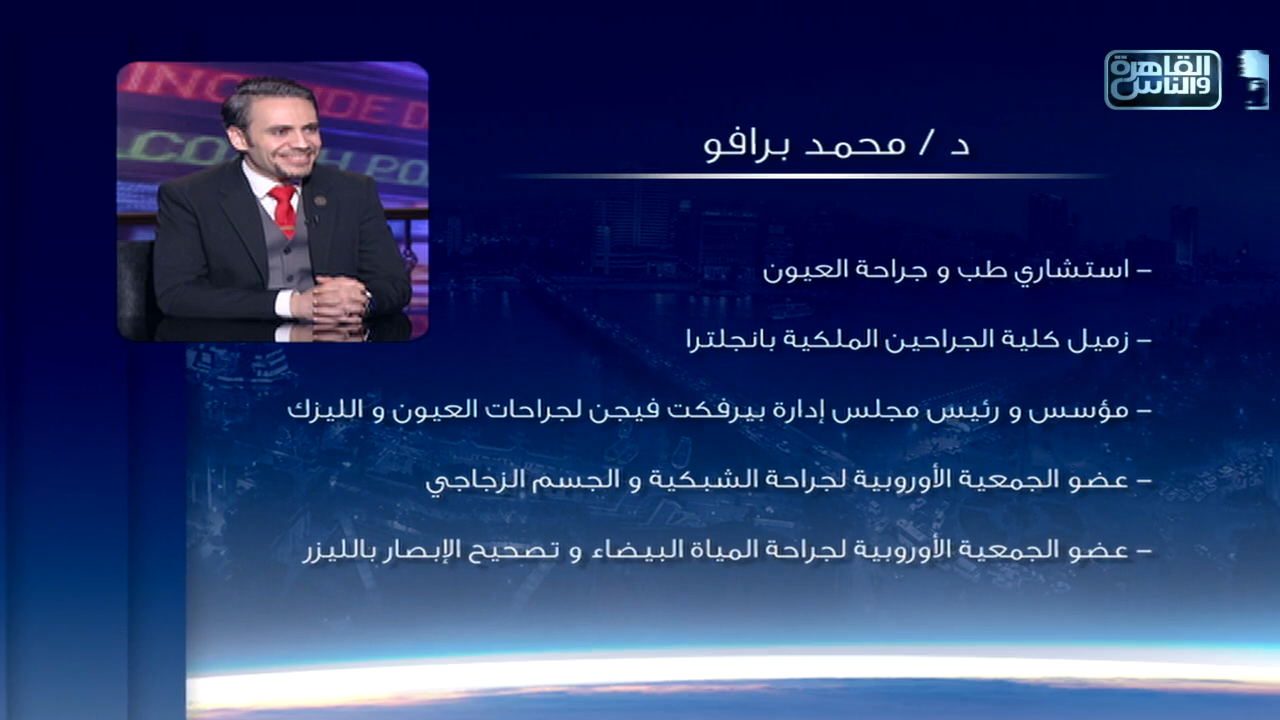 القاهرة
والناس
د / محمد برافو
- استشاري طب و جراحة العيون
- زميل كلية الجراحين الملكية بانجلترا
- مؤسس و رئيس مجلس إدارة بيرفكت فيجن لجراحات العيون و الليزك
- عضو الجمعية الأوروبية لجراحة الشبكية و الجسم الزجاجي
- عضو الجمعية الأوروبية لجراحة المياة البيضاء و تصحيح الإبصار بالليزر